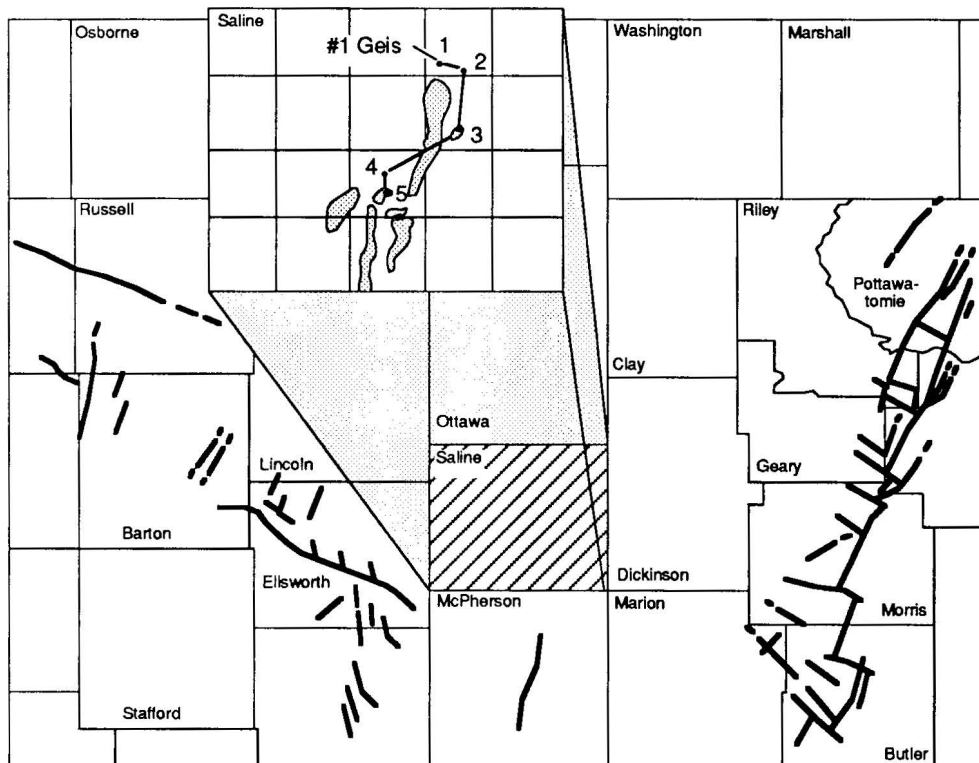 Osborne
Saline
Washington
Marshall
#1 Geis
1
2
3
4
5
Russell
Riley
Pottawa-
tomie
Clay
Ottawa
Saline
Lincoln
Geary
Barton
Ellsworth
Dickinson
McPherson
Marion
Morris
Stafford
Butler